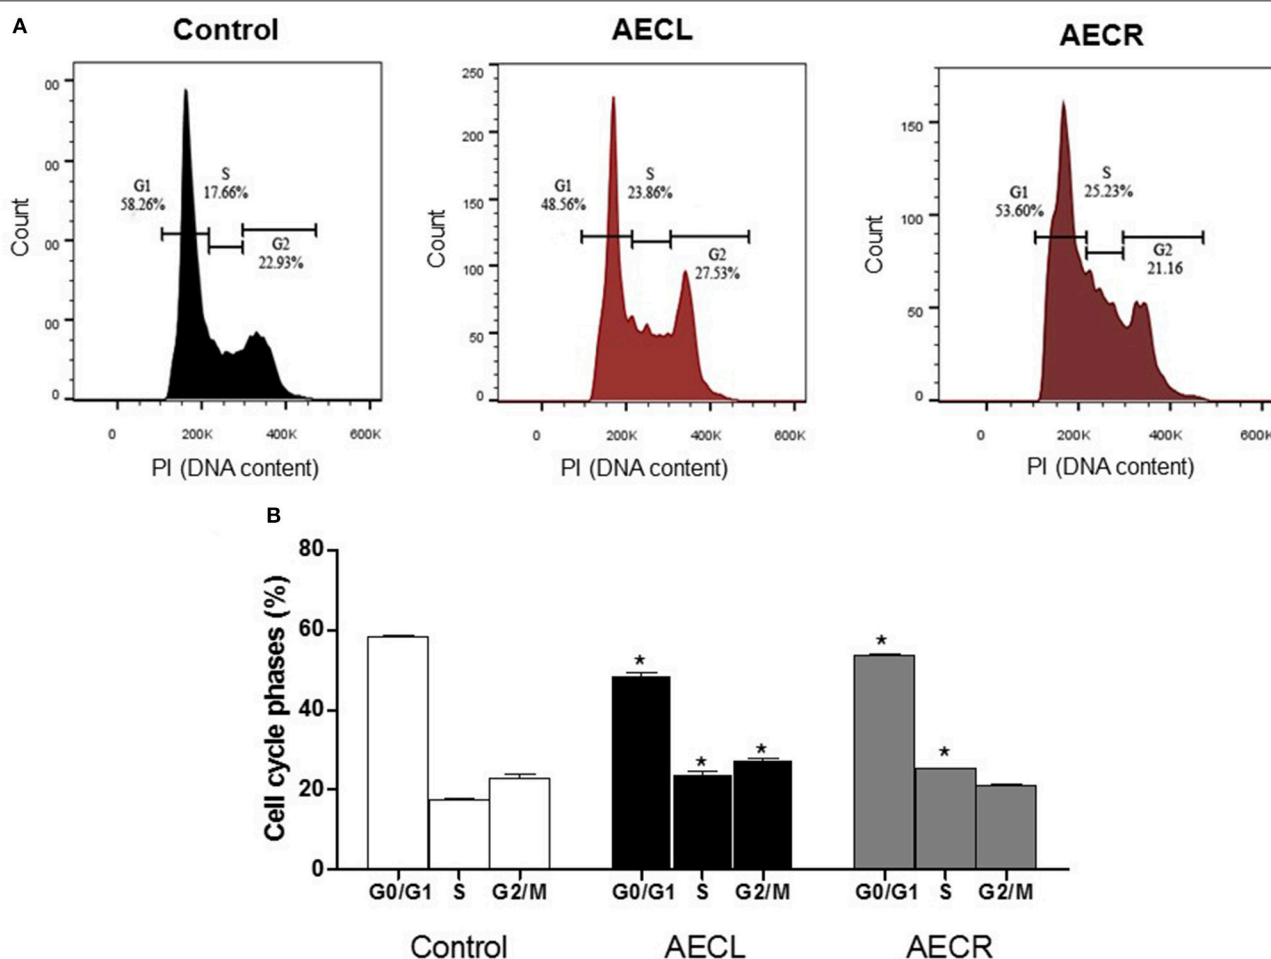 A
Control
AECL
AECR
Count
00
00
00
00
0
G1
58.26%
S
17.66%
G2
22.93%
0 200K 400K 600K
PI (DNA content)
Count
250
200
150
100
50
0
G1
48.56%
S
23.86%
G2
27.53%
0 200K 400K 600K
PI (DNA content)
Count
150
100
50
0
G1
53.60%
S
25.23%
G2
21.16
0 200K 400K 600K
PI (DNA content)
B
Cell cycle phases (%)
80
60
40
20
0
* * * * *
G0/G1 S G2/M G0/G1 S G2/M G0/G1 S G2/M
Control AECL AECR